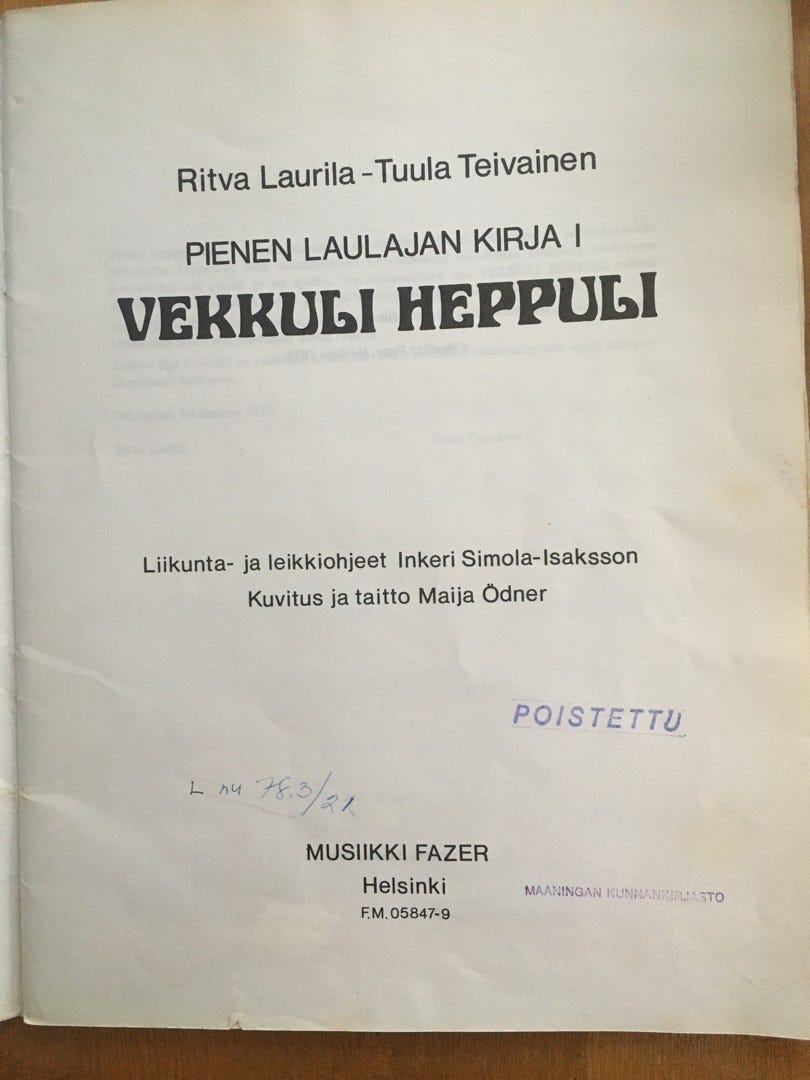 Ritva Laurila - Tuula Teivainen
PIENEN LAULAJAN KIRJA I
VEKKULI HEPPULI
Liikunta- ja leikkiohjeet Inkeri Simola-Isaksson
Kuvitus ja taitto Maija Ödner
POISTETTU
L nu 78.3/21
MUSIIKKI FAZER
Helsinki
MAANINGAN KUNNANKIRJASTO
F.M. 05847-9